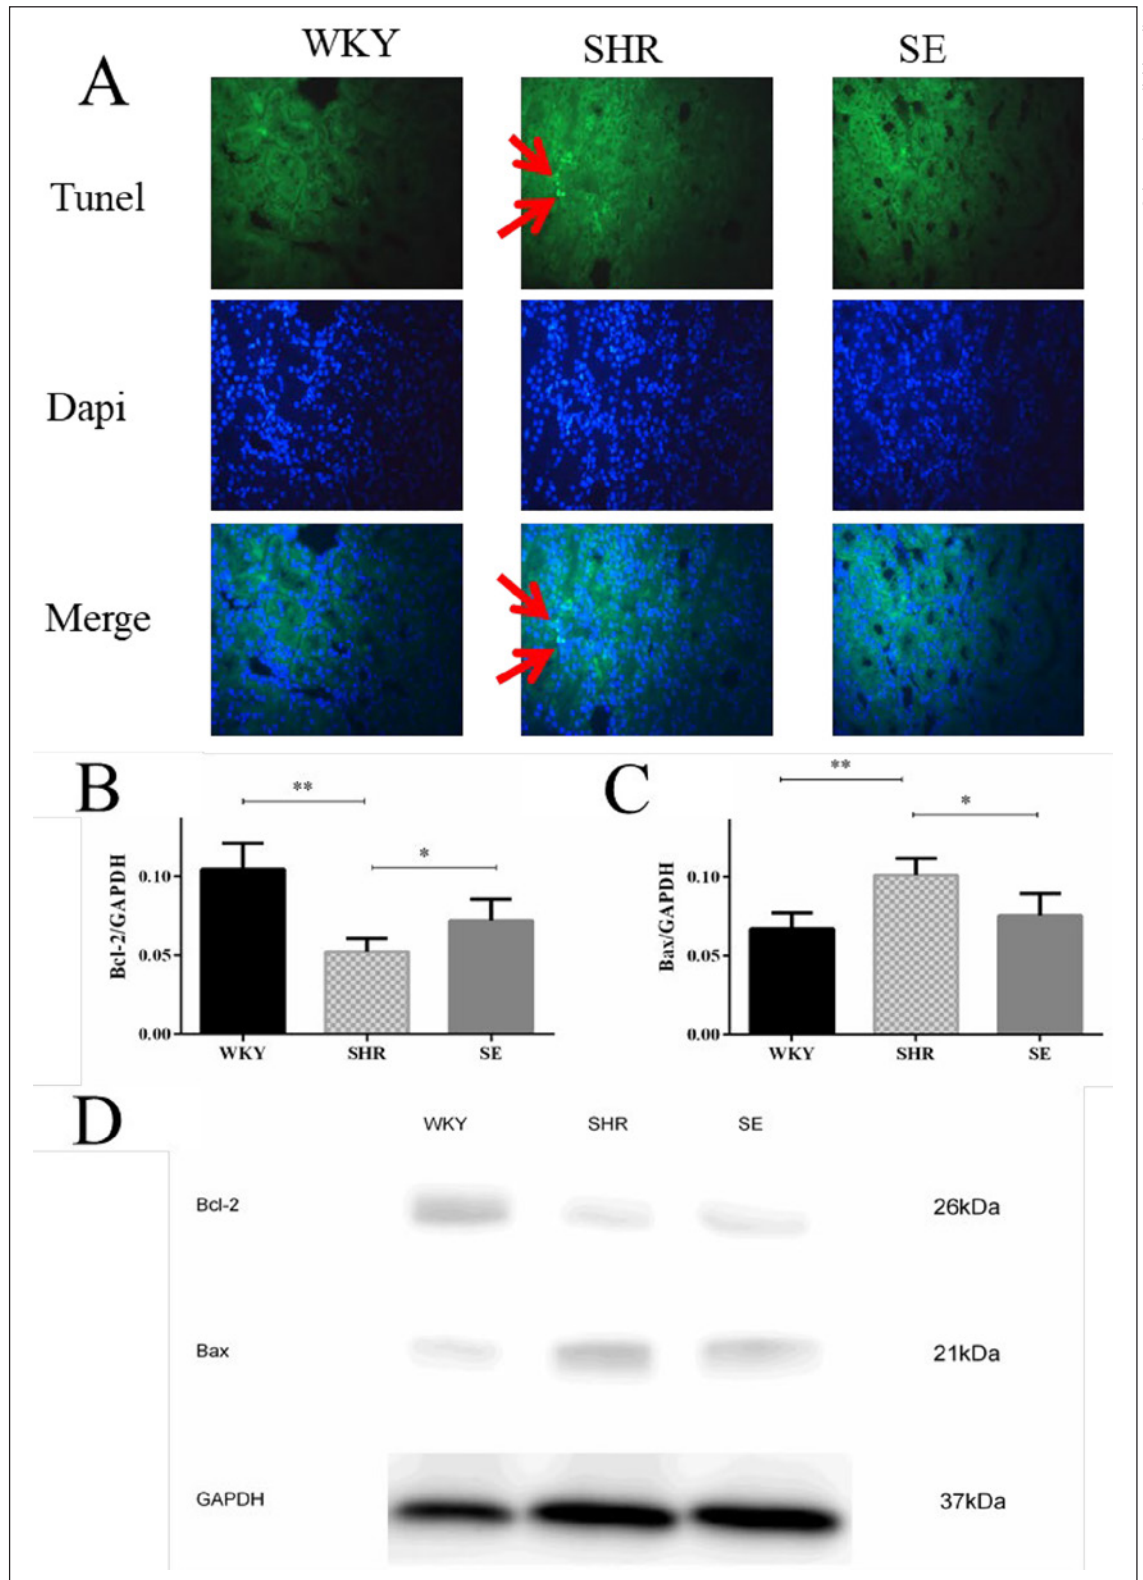 WKY SHR SE
A
Tunel
Dapi
Merge
B
**
*
Bcl-2/GAPDH
0.10
0.05
0.00
WKY SHR SE
C
**
*
Bax/GAPDH
0.10
0.05
0.00
WKY SHR SE
D
WKY SHR SE
Bcl-2 26kDa
Bax 21kDa
GAPDH 37kDa